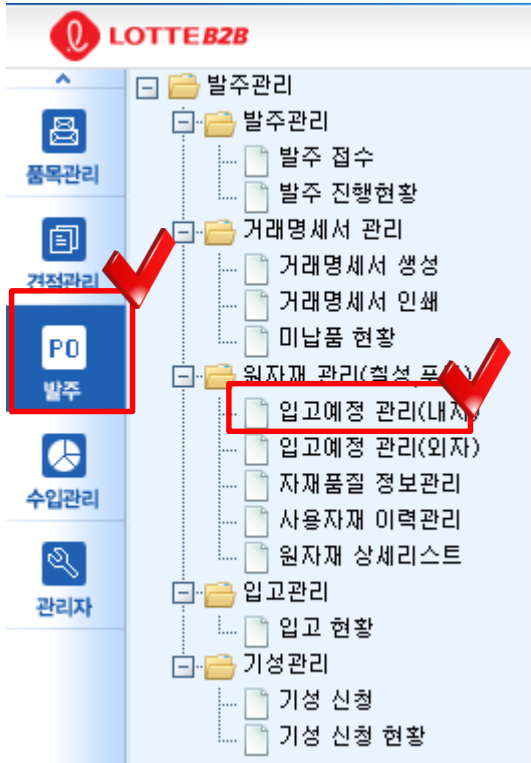 LOTTE B2B
품목관리
견적관리
PO
발주
수입관리
관리자
발주관리
발주관리
발주 접수
발주 진행현황
거래명세서 관리
거래명세서 생성
거래명세서 인쇄
미납품 현황
원자재 관리(칠성,
입고예정 관리(내자)
입고예정 관리(외자)
자재품질 정보관리
사용자재 이력관리
원자재 상세리스트
입고관리
입고 현황
기성관리
기성 신청
기성 신청 현황